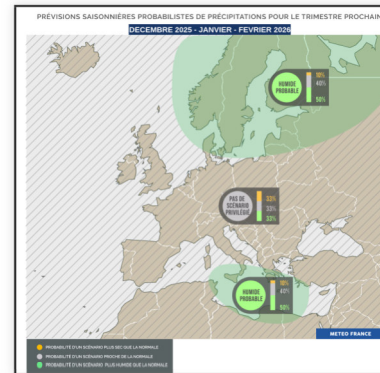 PRÉVISIONS SAISONNIÈRES PROBABILISTES DE PRÉCIPITATIONS POUR LE TRIMESTRE PROCHAIN
DECEMBRE 2025 - JANVIER - FEVRIER 2026
HUMIDE
PROBABLE
10%
40%
50%
PAS DE
SCÉNARIO
PRIVILÉGIÉ
33%
33%
33%
HUMIDE
PROBABLE
10%
40%
50%
METEO FRANCE
PROBABILITÉ D'UN SCÉNARIO PLUS SEC QUE LA NORMALE
PROBABILITÉ D'UN SCÉNARIO PROCHE DE LA NORMALE
PROBABILITÉ D'UN SCÉNARIO PLUS HUMIDE QUE LA NORMALE